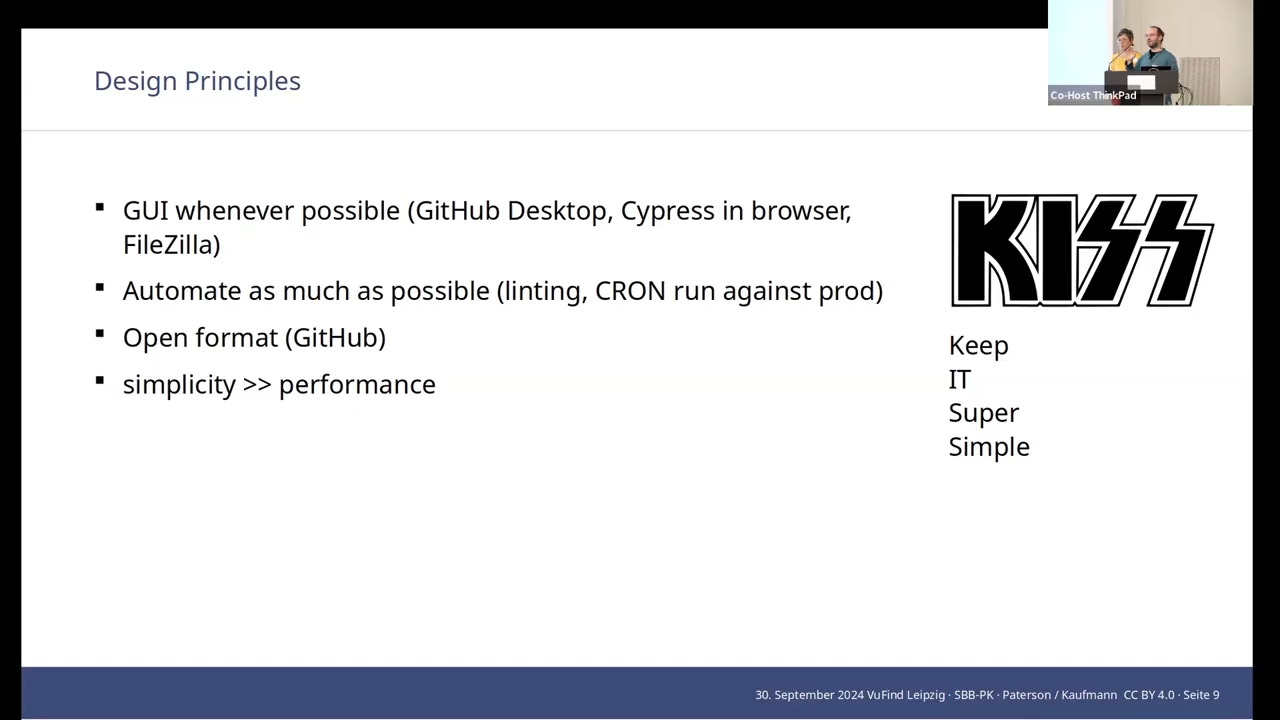 Design Principles
Co-Host ThinkPad
▪ GUI whenever possible (GitHub Desktop, Cypress in browser,
FileZilla)
▪ Automate as much as possible (linting, CRON run against prod)
▪ Open format (GitHub)
▪ simplicity >> performance
KISS
Keep
IT
Super
Simple
30. September 2024 VuFind Leipzig · SBB-PK · Paterson / Kaufmann CC BY 4.0 · Seite 9